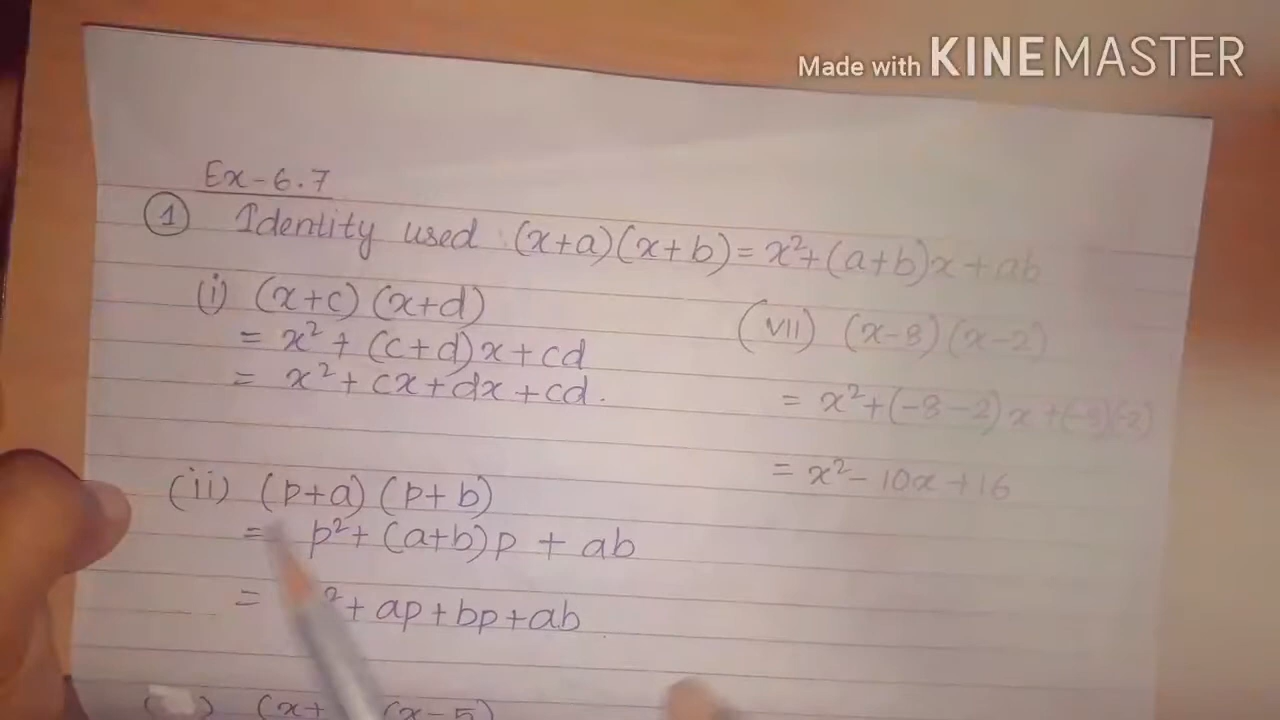 Made with KINEMASTER
Ex-6.7
① Identity used (x+a)(x+b)=x²+(a+b)x+ab
(i) (x+c)(x+d)
= x²+(c+d)x+cd
= x²+cx+dx+cd.
(ii) (p+a)(p+b)
= p²+(a+b)p+ab
= ²+ap+bp+ab
(x+ (x-5)
(vii) (x-8)(x-2)
= x²+(-8-2)x+(-8)(-2)
= x²-10x+16